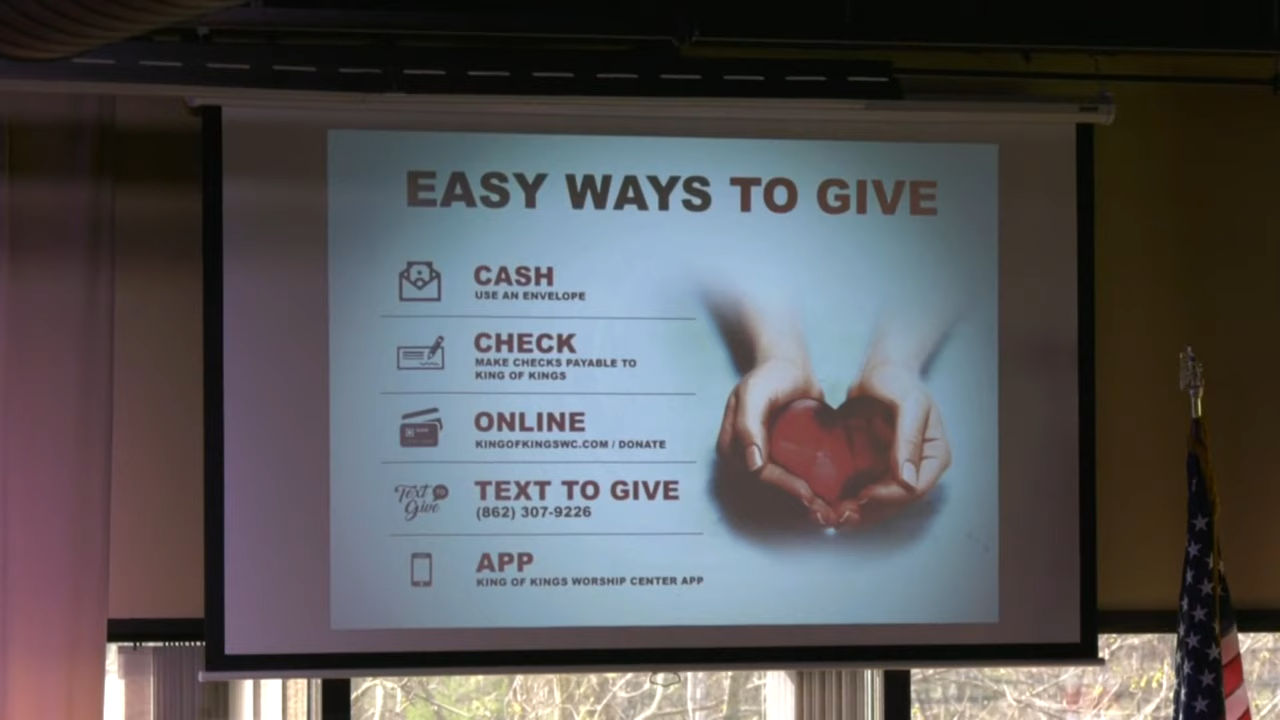 EASY WAYS TO GIVE
CASH
USE AN ENVELOPE
CHECK
MAKE CHECKS PAYABLE TO
KING OF KINGS
ONLINE
KINGOFKINGSWC.COM / DONATE
Text
Give
TEXT TO GIVE
(862) 307-9226
APP
KING OF KINGS WORSHIP CENTER APP